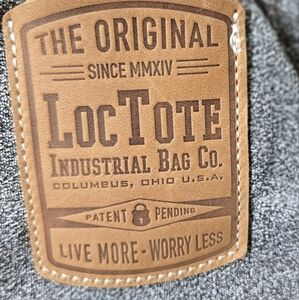 THE ORIGINAL
SINCE MMXIV
LOCTOTE
INDUSTRIAL BAG CO.
COLUMBUS, OHIO U.S.A.
PATENT PENDING
LIVE MORE - WORRY LESS